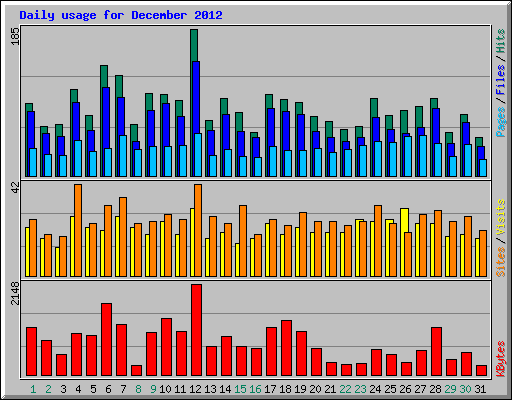 Daily usage for December 2012
185
Pages / Files / Hits
42
Sites / Visits
2148
KBytes
1 2 3 4 5 6 7 8 9 10 11 12 13 14 15 16 17 18 19 20 21 22 23 24 25 26 27 28 29 30 31